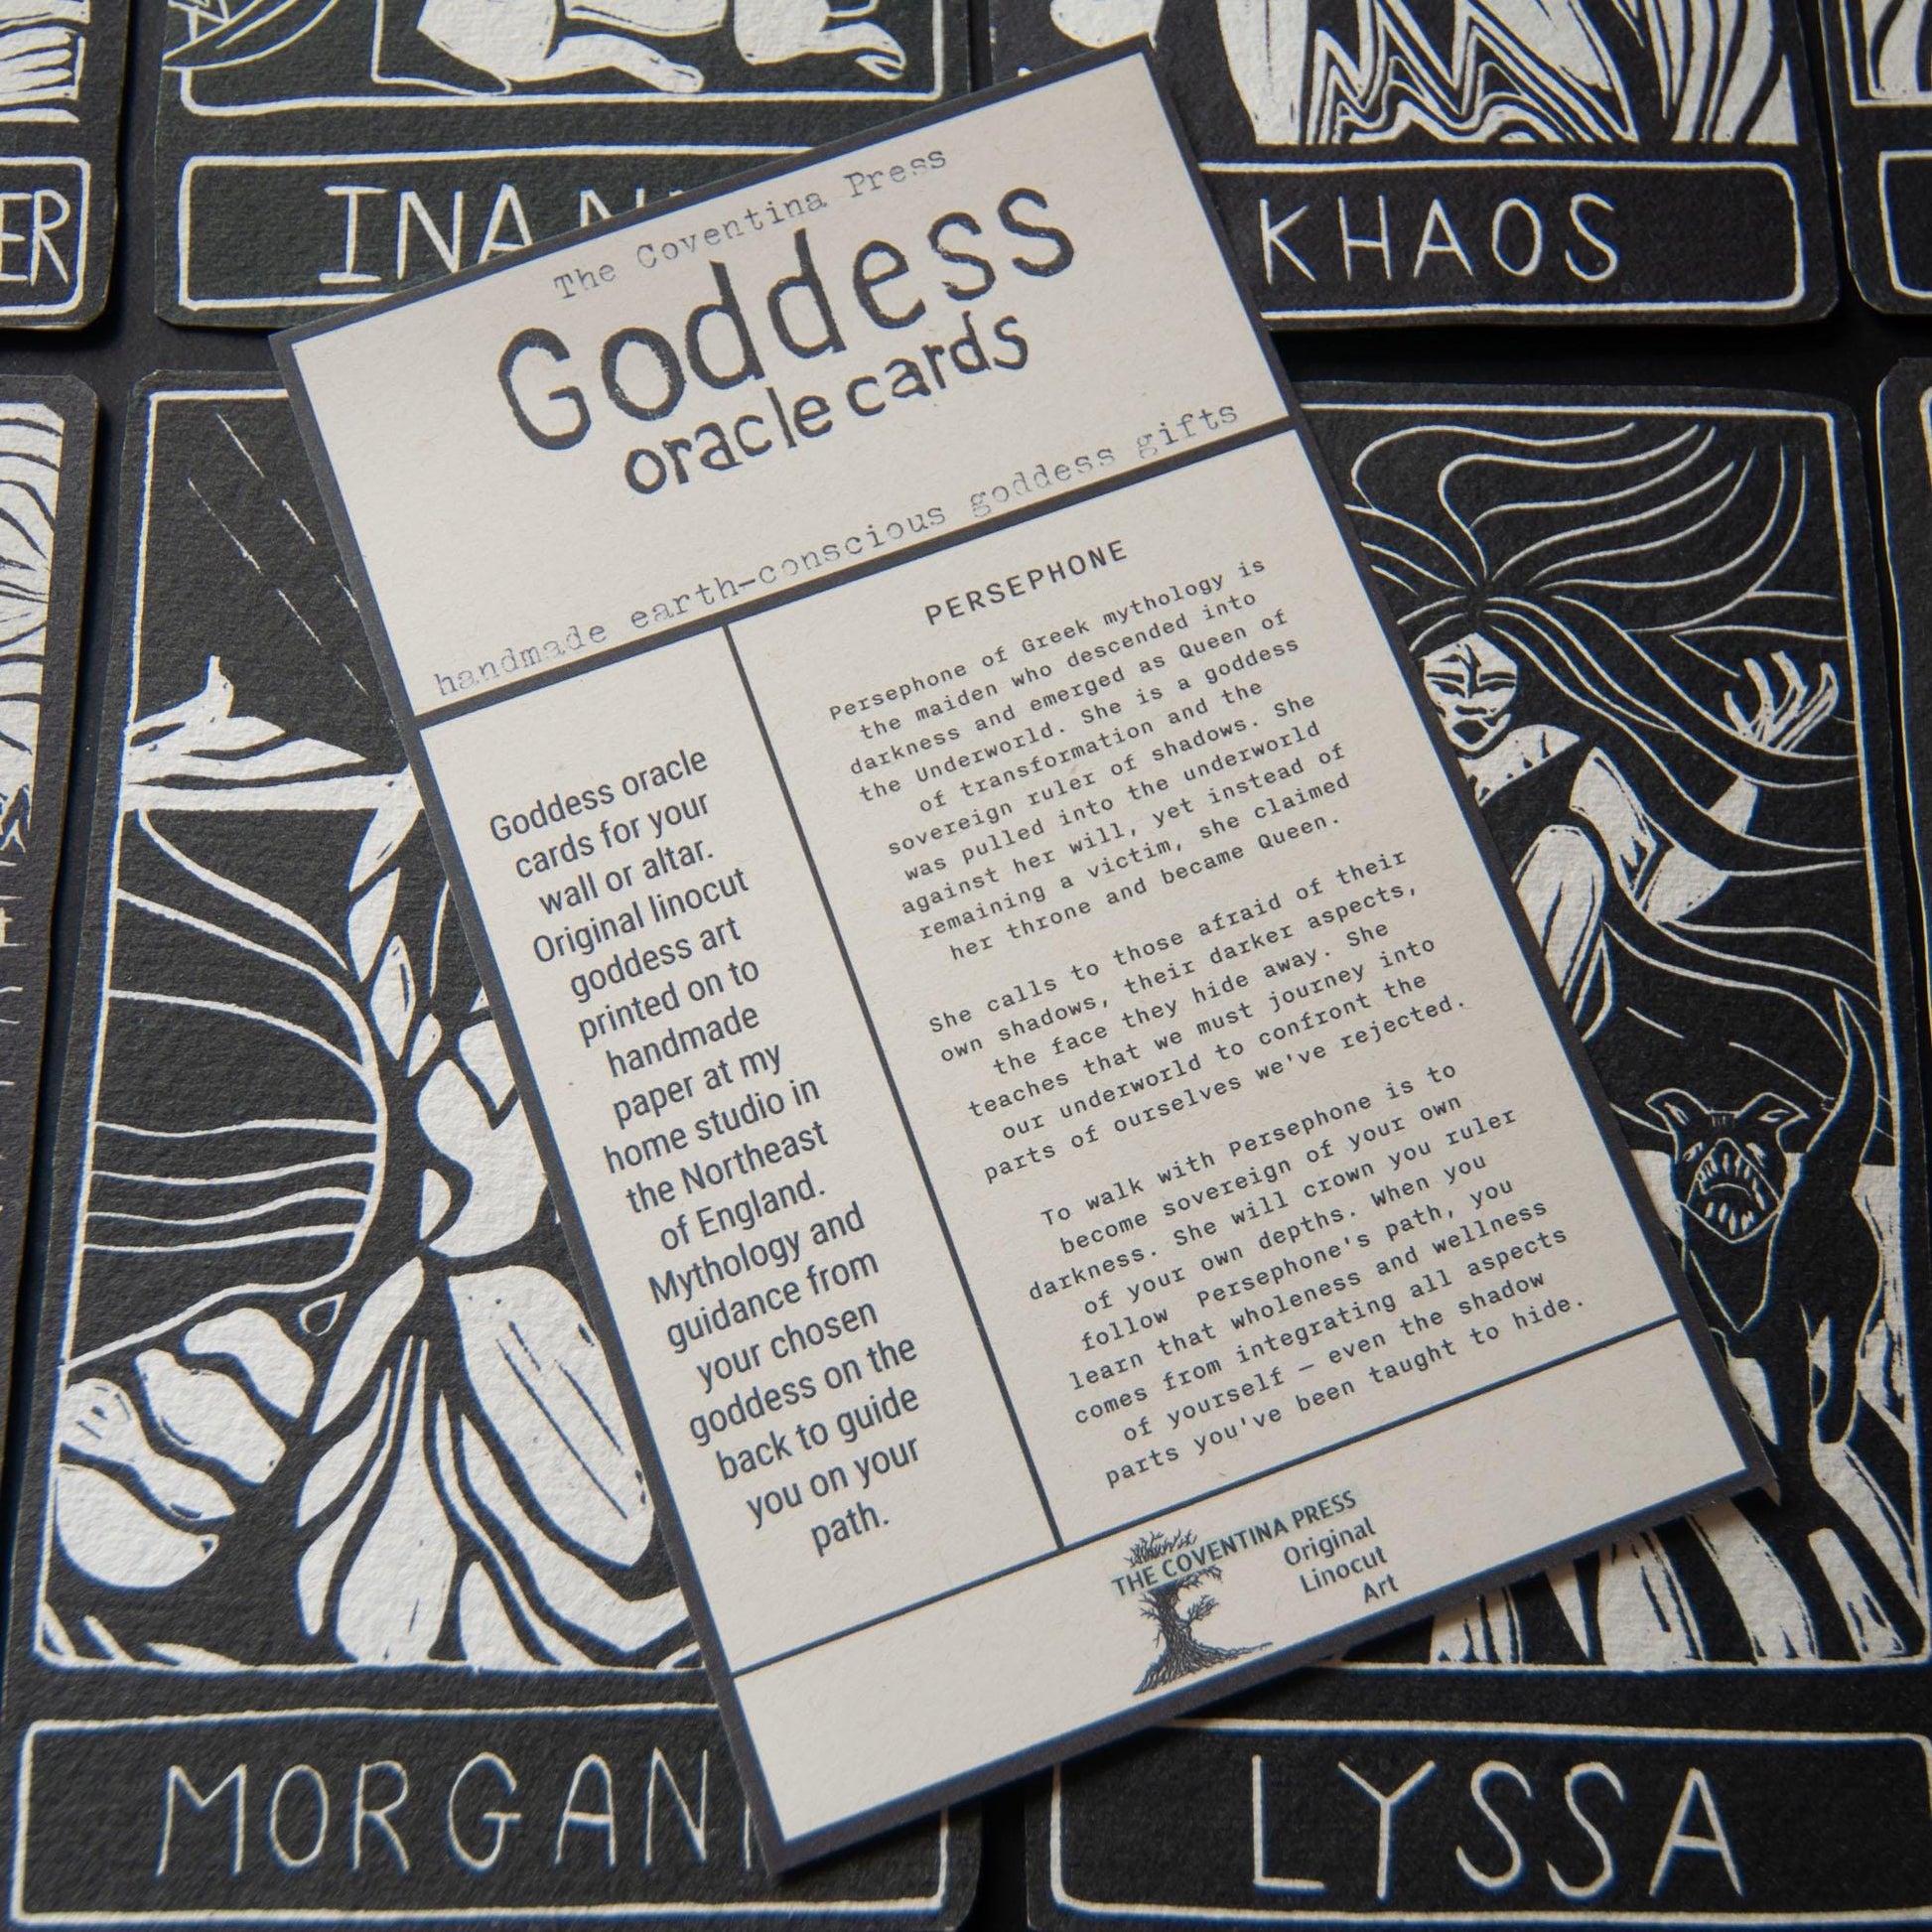 ER
INAN
KHAOS
The Coventina Press
Goddess
oracle cards
handmade earth-conscious goddess gifts
Goddess oracle
cards for your
wall or altar.
Original linocut
goddess art
printed on to
handmade
paper at my
home studio in
the Northeast
of England.
Mythology and
guidance from
your chosen
goddess on the
back to guide
you on your
path.
PERSEPHONE
Persephone of Greek mythology is
the maiden who descended into
darkness and emerged as Queen of
the Underworld. She is a goddess
of transformation and the
sovereign ruler of shadows. She
was pulled into the underworld
against her will, yet instead of
remaining a victim, she claimed
her throne and became Queen.
She calls to those afraid of their
own shadows, their darker aspects,
the face they hide away. She
teaches that we must journey into
our underworld to confront the
parts of ourselves we've rejected.
To walk with Persephone is to
become sovereign of your own
darkness. She will crown you ruler
of your own depths. When you
follow Persephone's path, you
learn that wholeness and wellness
comes from integrating all aspects
of yourself – even the shadow
parts you've been taught to hide.
THE COVENTINA PRESS
Original
Linocut
Art
MORGAN
LYSSA